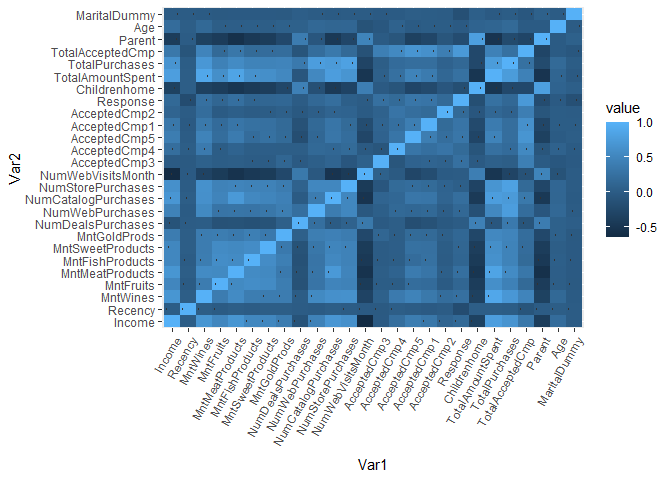 MaritalDummy
Age
Parent
TotalAcceptedCmp
TotalPurchases
TotalAmountSpent
Childrenhome
Response
AcceptedCmp2
AcceptedCmp1
AcceptedCmp5
AcceptedCmp4
AcceptedCmp3
NumWebVisitsMonth
NumStorePurchases
NumCatalogPurchases
NumWebPurchases
NumDealsPurchases
MntGoldProds
MntSweetProducts
MntFishProducts
MntMeatProducts
MntFruits
MntWines
Recency
Income
Var2
Income
Recency
MntWines
MntFruits
MntMeatProducts
MntFishProducts
MntSweetProducts
MntGoldProds
NumDealsPurchases
NumWebPurchases
NumCatalogPurchases
NumStorePurchases
NumWebVisitsMonth
AcceptedCmp3
AcceptedCmp4
AcceptedCmp5
AcceptedCmp1
AcceptedCmp2
Response
Childrenhome
TotalAmountSpent
TotalPurchases
TotalAcceptedCmp
Parent
Age
MaritalDummy
Var1
value
1.0
0.5
0.0
-0.5